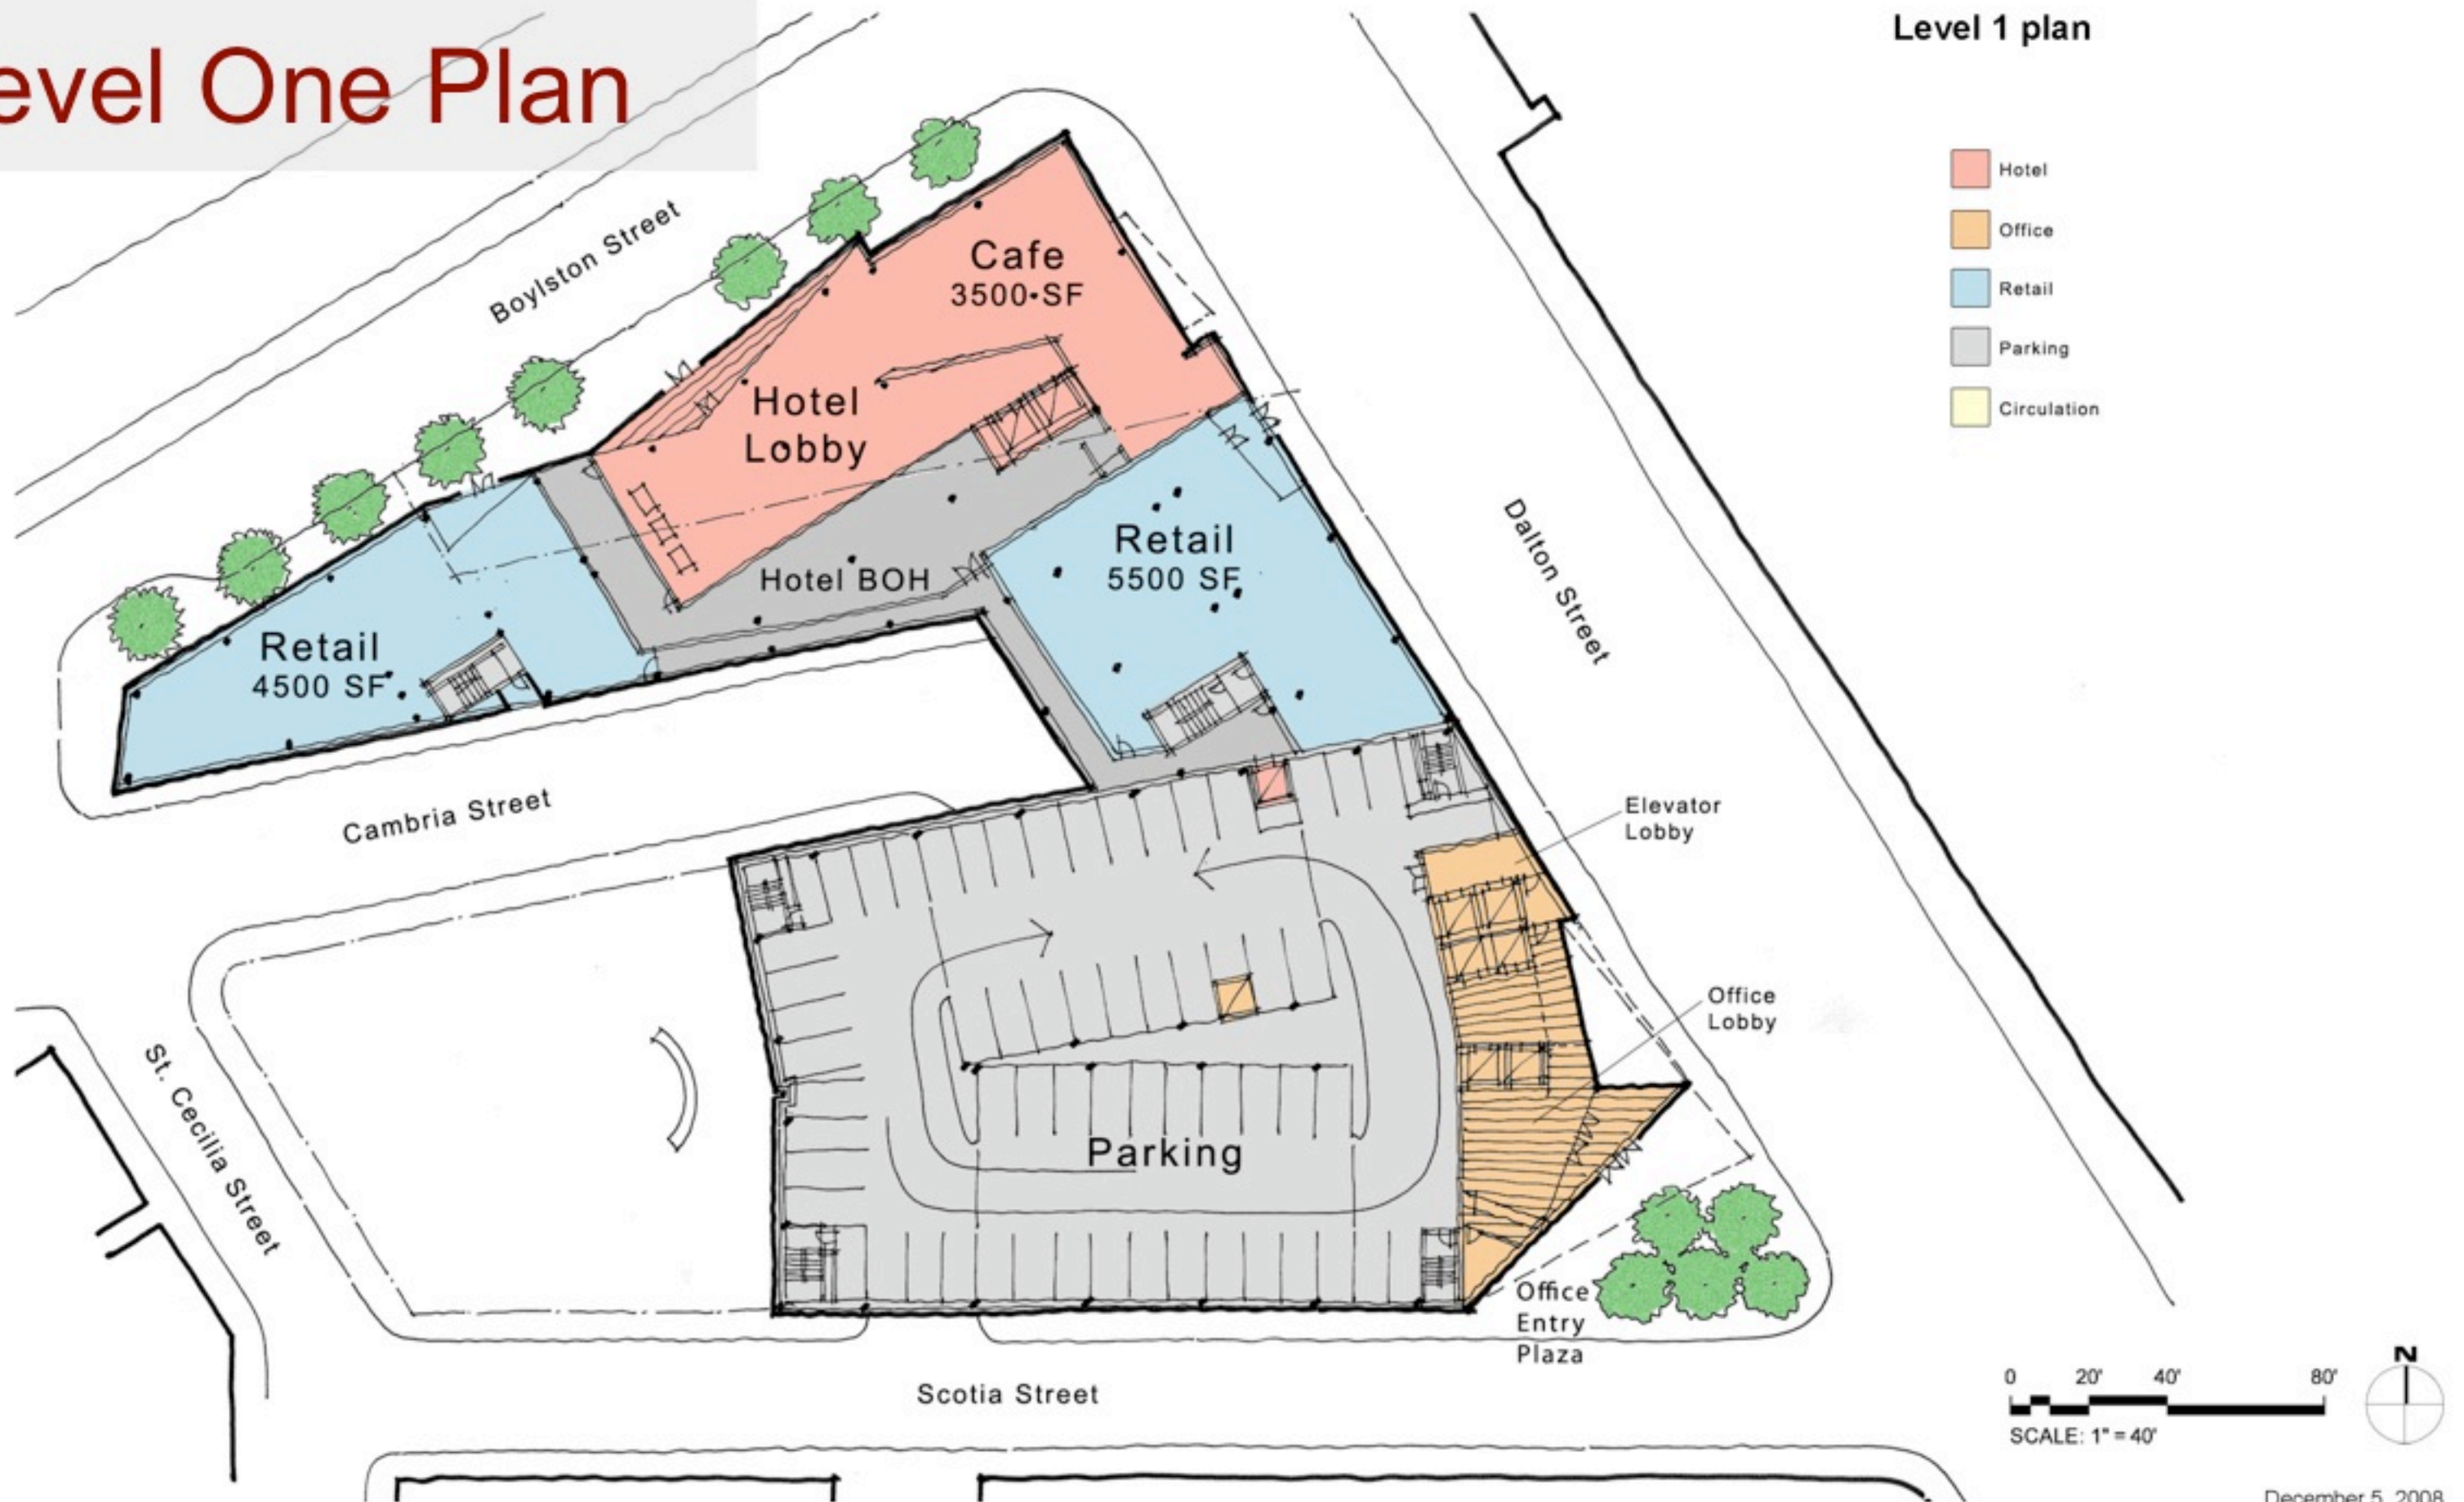 evel One Plan
Level 1 plan
Hotel
Office
Retail
Parking
Circulation
Boylston Street
Cafe
3500 SF
Hotel
Lobby
Hotel BOH
Retail
5500 SF
Retail
4500 SF
Dalton Street
Cambria Street
Elevator
Lobby
Office
Lobby
St. Cecilia Street
Parking
Office
Entry
Plaza
Scotia Street
N
0 20' 40' 80'
SCALE: 1" = 40'
December 5, 2008